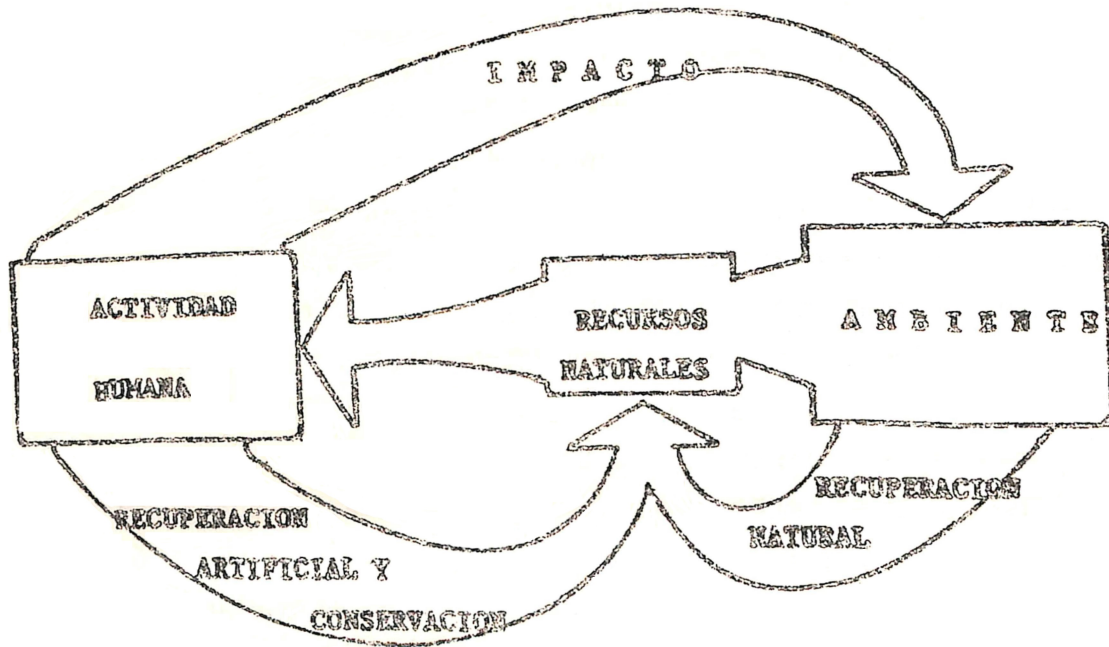 IMPACTO
ACTIVIDAD
HUMANA
RECURSOS
NATURALES
AMBIENTE
RECUPERACION
ARTIFICIAL Y
CONSERVACION
RECUPERACION
NATURAL